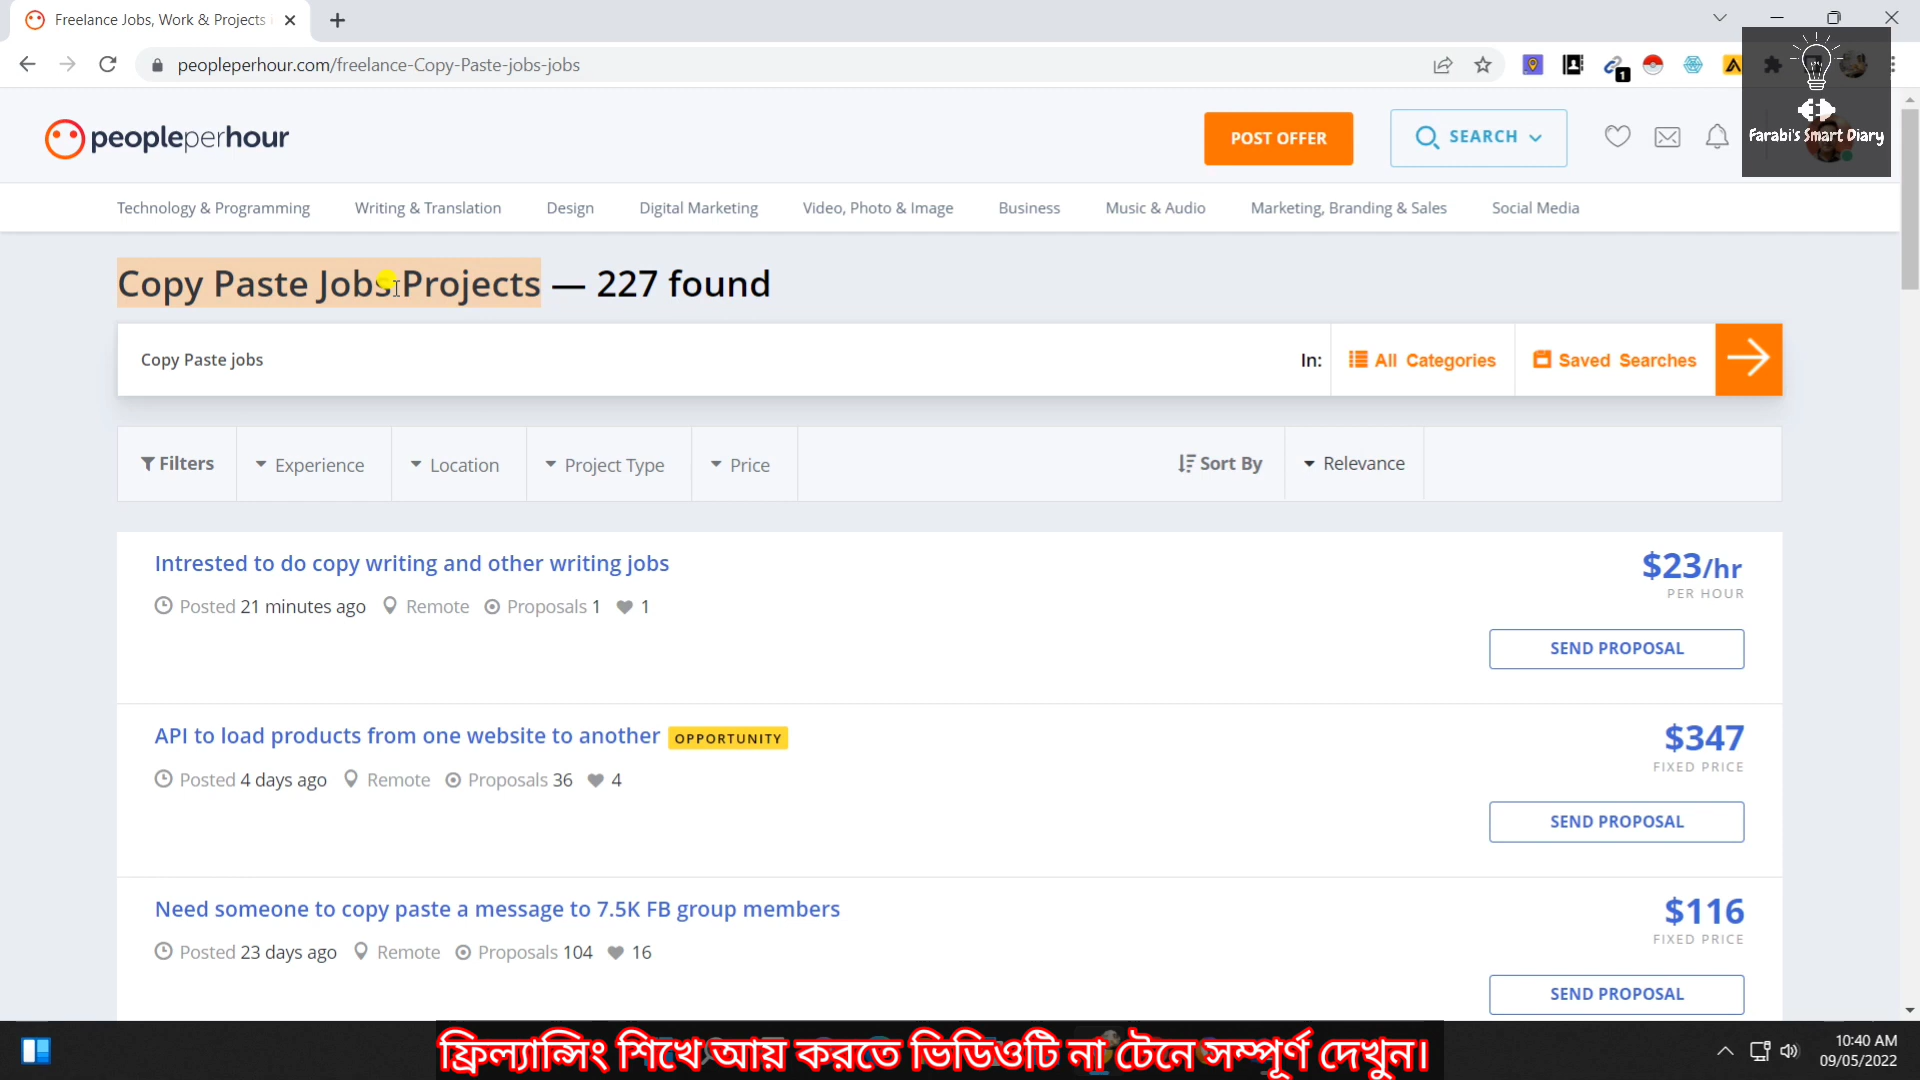 Freelance Jobs, Work & Projects
peopleperhour.com/freelance-Copy-Paste-jobs-jobs
1
Farabi's Smart Diary
peopleperhour
POST OFFER
SEARCH
Technology & Programming
Writing & Translation
Design
Digital Marketing
Video, Photo & Image
Business
Music & Audio
Marketing, Branding & Sales
Social Media
Copy Paste Jobs Projects — 227 found
Copy Paste jobs
In:
All Categories
Saved Searches
Filters
Experience
Location
Project Type
Price
Sort By
Relevance
Intrested to do copy writing and other writing jobs
$23/hr
PER HOUR
Posted 21 minutes ago Remote Proposals 1 1
SEND PROPOSAL
API to load products from one website to another OPPORTUNITY
$347
FIXED PRICE
Posted 4 days ago Remote Proposals 36 4
SEND PROPOSAL
Need someone to copy paste a message to 7.5K FB group members
$116
FIXED PRICE
Posted 23 days ago Remote Proposals 104 16
SEND PROPOSAL
ফ্রিল্যান্সিং শিখে আয় করতে ভিডিওটি না টেনে সম্পূর্ণ দেখুন।
10:40 AM
09/05/2022